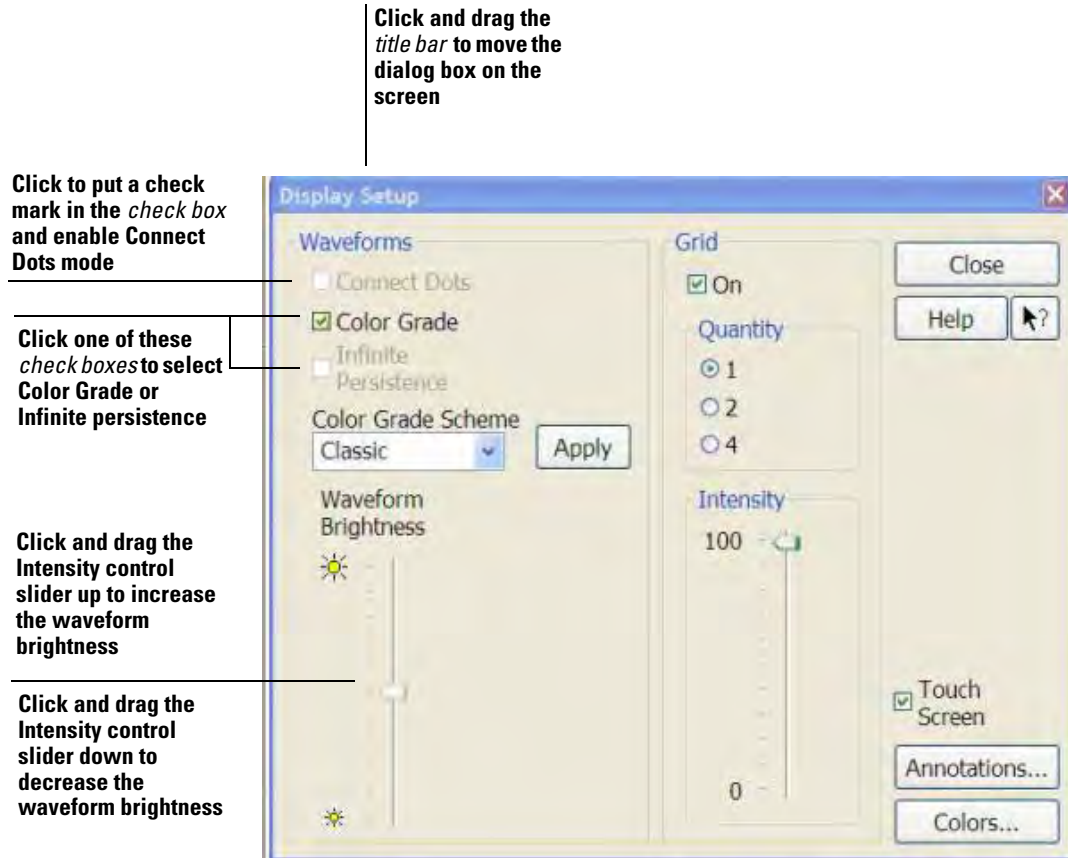 Click and drag the
title bar to move the
dialog box on the
screen
Click to put a check
mark in the check box
and enable Connect
Dots mode
Click one of these
check boxes to select
Color Grade or
Infinite persistence
Click and drag the
Intensity control
slider up to increase
the waveform
brightness
Click and drag the
Intensity control
slider down to
decrease the
waveform brightness
Display Setup
Waveforms
Connect Dots
Color Grade
Infinite
Persistence
Color Grade Scheme
Classic
Apply
Waveform
Brightness
Grid
On
Quantity
1
2
4
Intensity
100
0
Close
Help
?
Touch
Screen
Annotations...
Colors...